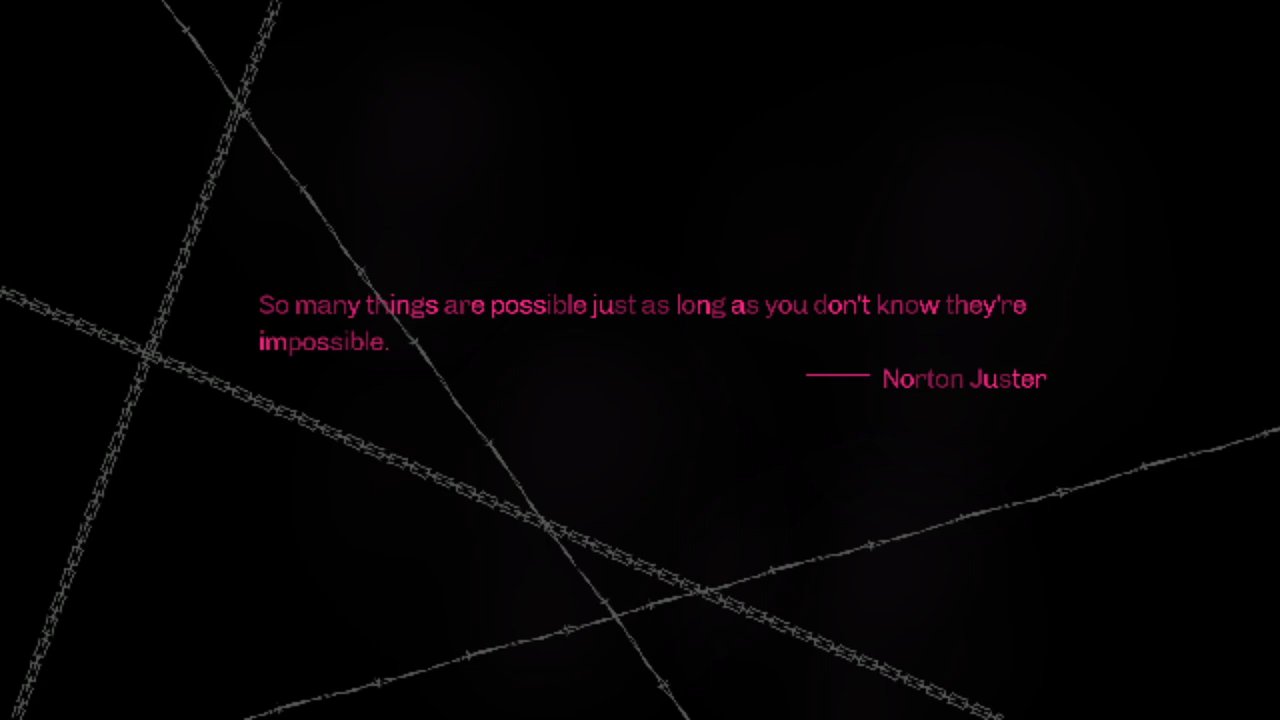 So many things are possible just as long as you don't know they're
impossible.
Norton Juster